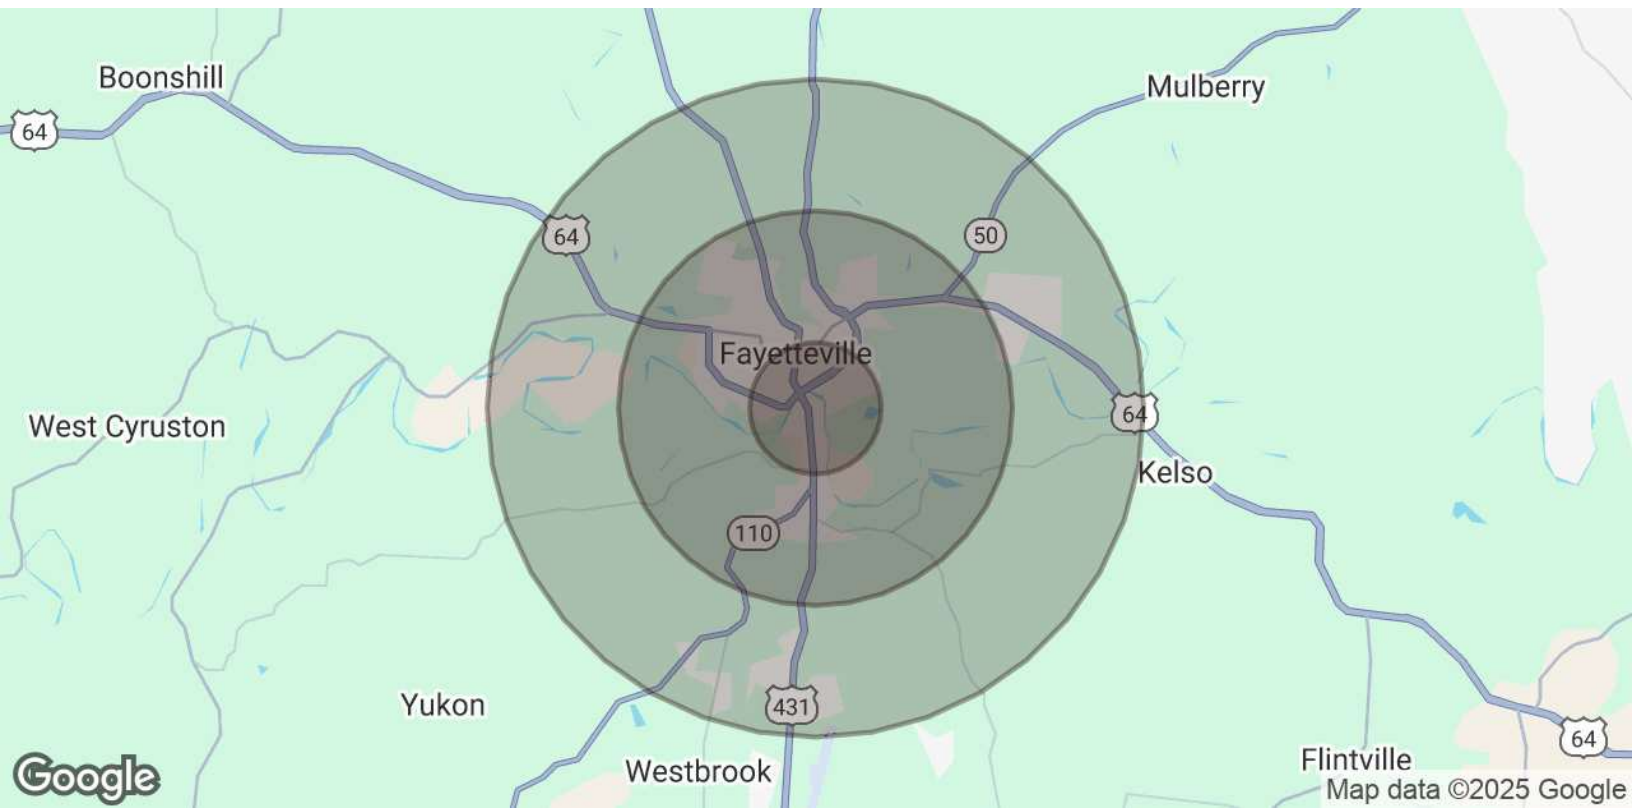 Boonshill
Mulberry
64
64
50
Fayetteville
64
West Cyruston
Kelso
110
Yukon
431
64
Westbrook
Flintville
Google
Map data ©2025 Google